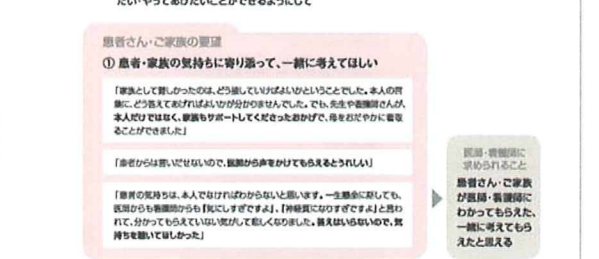 たい・やってあげたいことができるようにして
患者さん・ご家族の要望
① 患者・家族の気持ちに寄り添って、一緒に考えてほしい
「家族として難しかったのは、どう接していけばよいかということでした。本人の言
葉に、どう答えてあげればよいかが分かりませんでした。でも、先生や看護師さんが、
本人だけではなく、家族もサポートしてくださったおかげで、母をおだやかに看取
ることができました」
「患者からは言いだせないので、医師から声をかけてもらえるとうれしい」
「患者の気持ちは、本人でなければわからないと思います。一生懸命に話しても、
医師からも看護師からも『気にしすぎですよ』、『神経質になりすぎですよ』と言わ
れて、分かってもらえていない気がして悲しくなりました。答えはいらないので、気
持ちを聴いてほしかった」
医師・看護師に
求められること
患者さん・ご家族
が医師・看護師に
わかってもらえた、
一緒に考えてもら
えたと思える